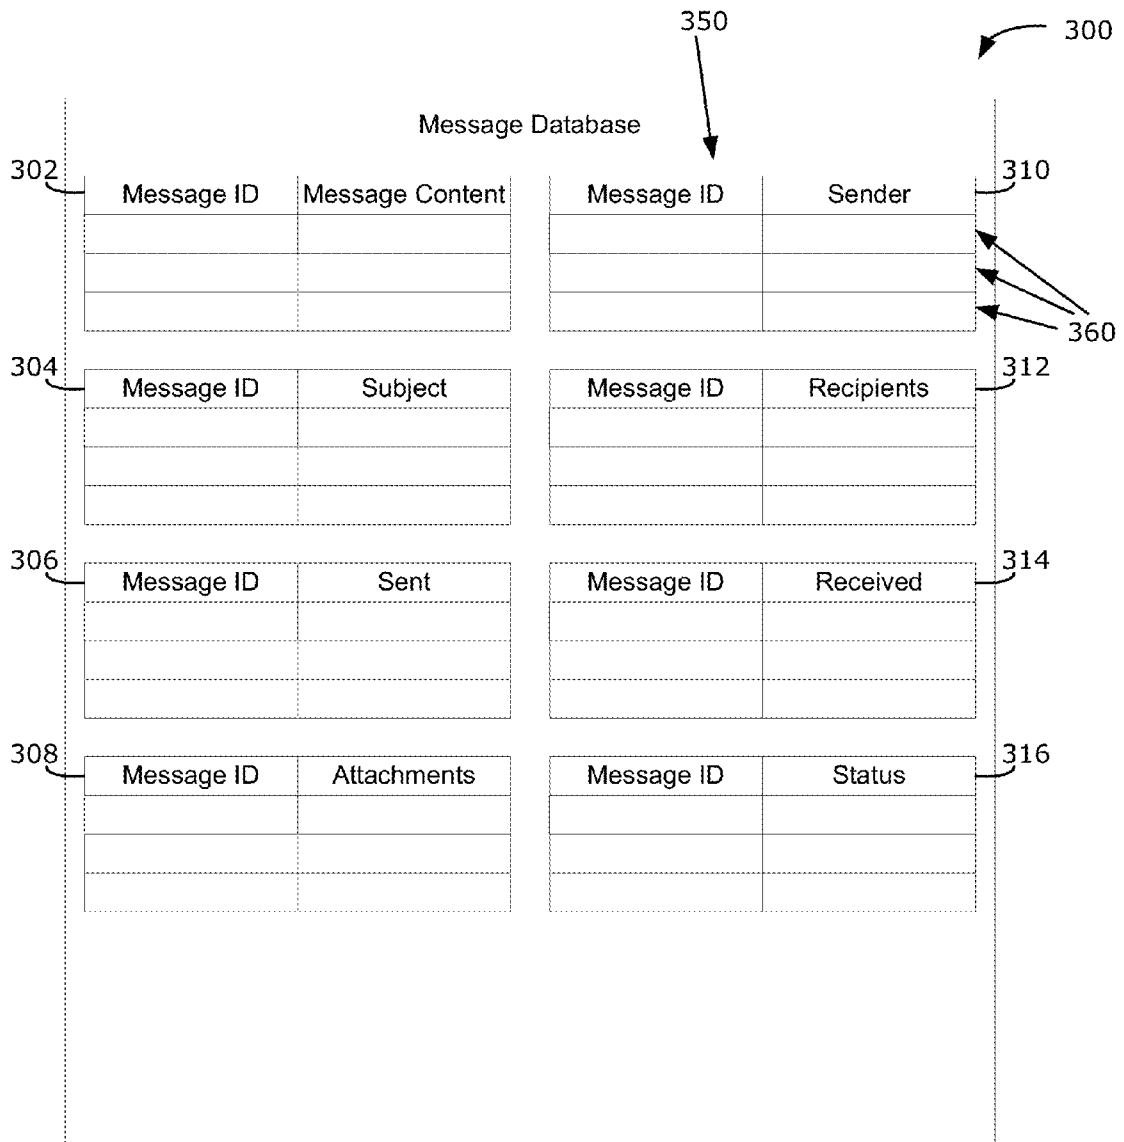 350
300
Message Database
302
Message ID
Message Content
Message ID
Sender
310
360
304
Message ID
Subject
Message ID
Recipients
312
306
Message ID
Sent
Message ID
Received
314
308
Message ID
Attachments
Message ID
Status
316